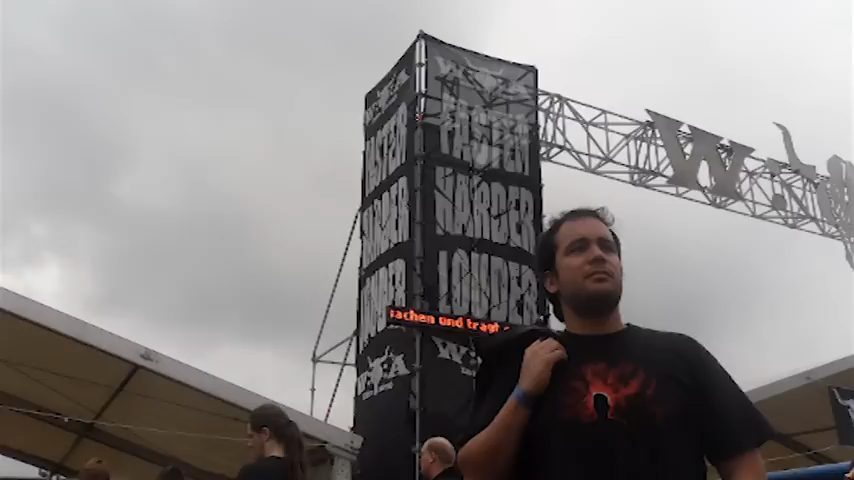 W:O:A
FASTER
HARDER
LOUDER
W:O:A
FASTER
HARDER
LOUDER
achen und tragt
W:O:A
W:
W: